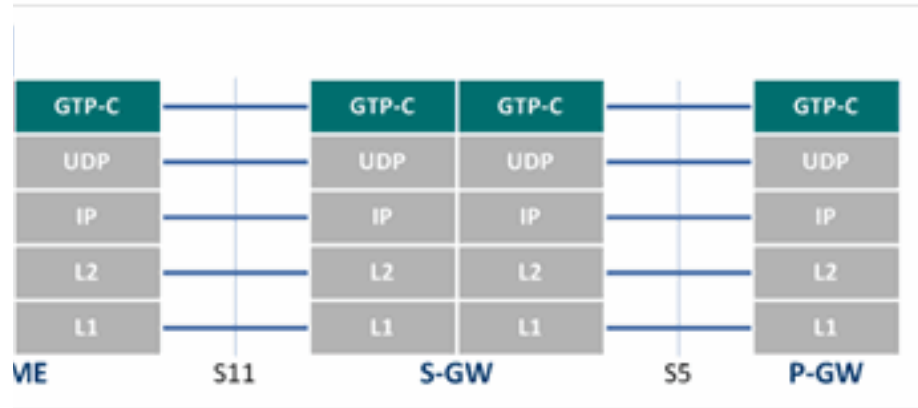 GTP-C GTP-C GTP-C GTP-C
UDP UDP UDP UDP
IP IP IP IP
L2 L2 L2 L2
L1 L1 L1 L1
ME S11 S-GW S5 P-GW